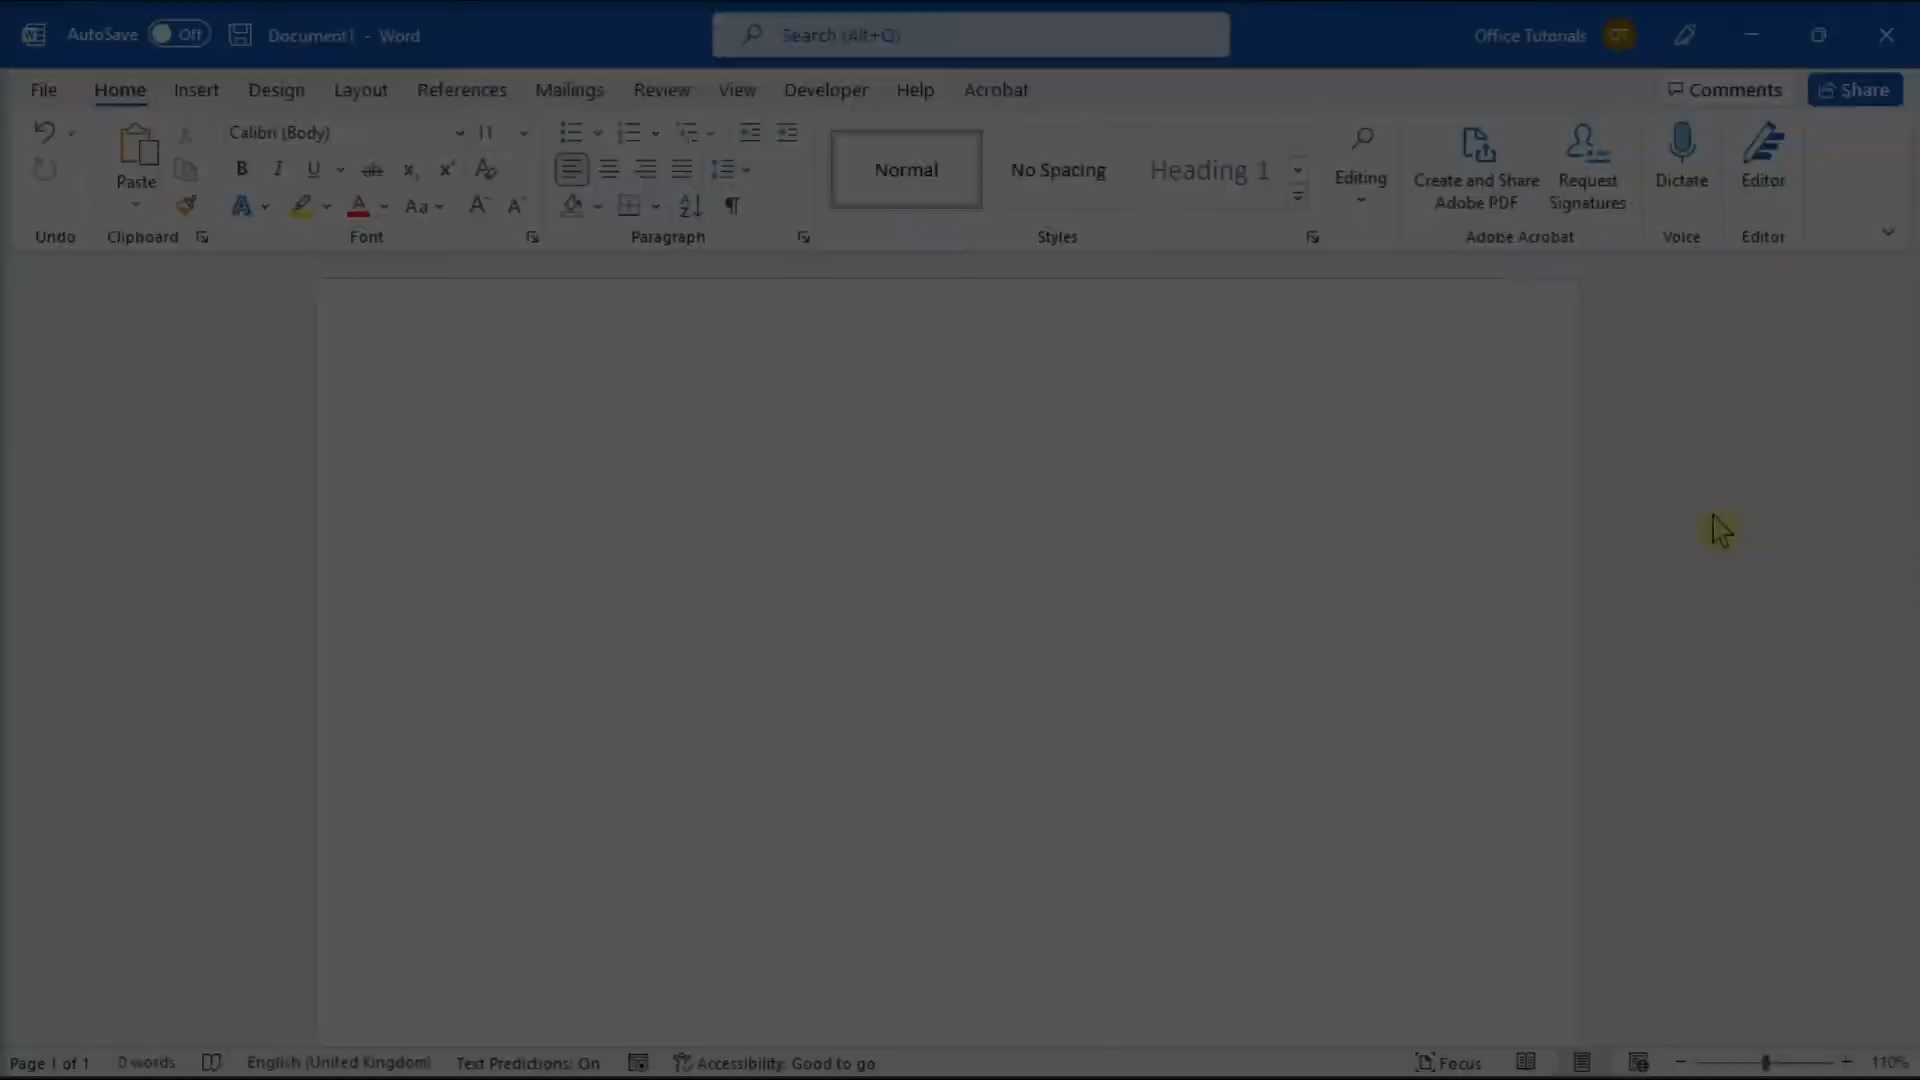 AutoSave Off Document1 - Word Search (Alt+Q) Office Tutorials OT
File Home Insert Design Layout References Mailings Review View Developer Help Acrobat Comments Share
Calibri (Body) 11
Paste
Normal No Spacing Heading 1
Editing
Create and Share
Adobe PDF
Request
Signatures
Dictate
Editor
Undo Clipboard Font Paragraph Styles Adobe Acrobat Voice Editor
Page 1 of 1 0 words English (United Kingdom) Text Predictions: On Accessibility: Good to go Focus 110%